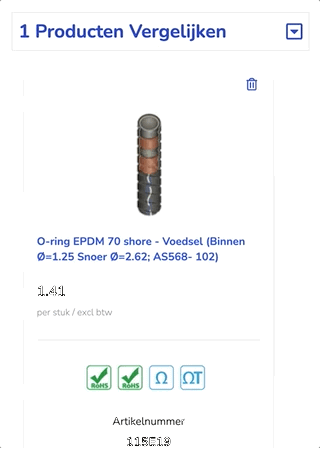 1 Producten Vergelijken
O-ring EPDM 70 shore - Voedsel (Binnen
Ø=1.25 Snoer Ø=2.62; AS568- 102)
1.41
per stuk / excl btw
RoHS RoHS Ω ΩT
Artikelnummer